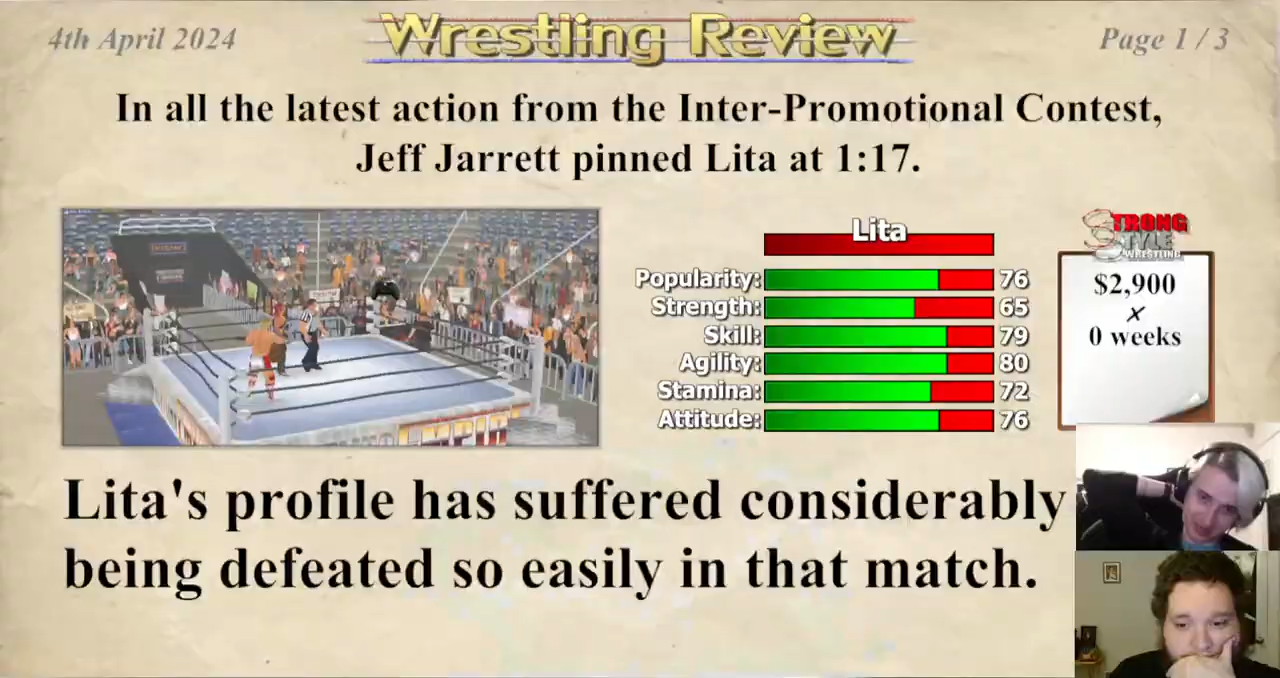 4th April 2024
Wrestling Review
Page 1 / 3
In all the latest action from the Inter-Promotional Contest,
Jeff Jarrett pinned Lita at 1:17.
Lita
Popularity: 76
Strength: 65
Skill: 79
Agility: 80
Stamina: 72
Attitude: 76
STRONG
STYLE
WRESTLING
$2,900
x
0 weeks
Lita's profile has suffered considerably
being defeated so easily in that match.